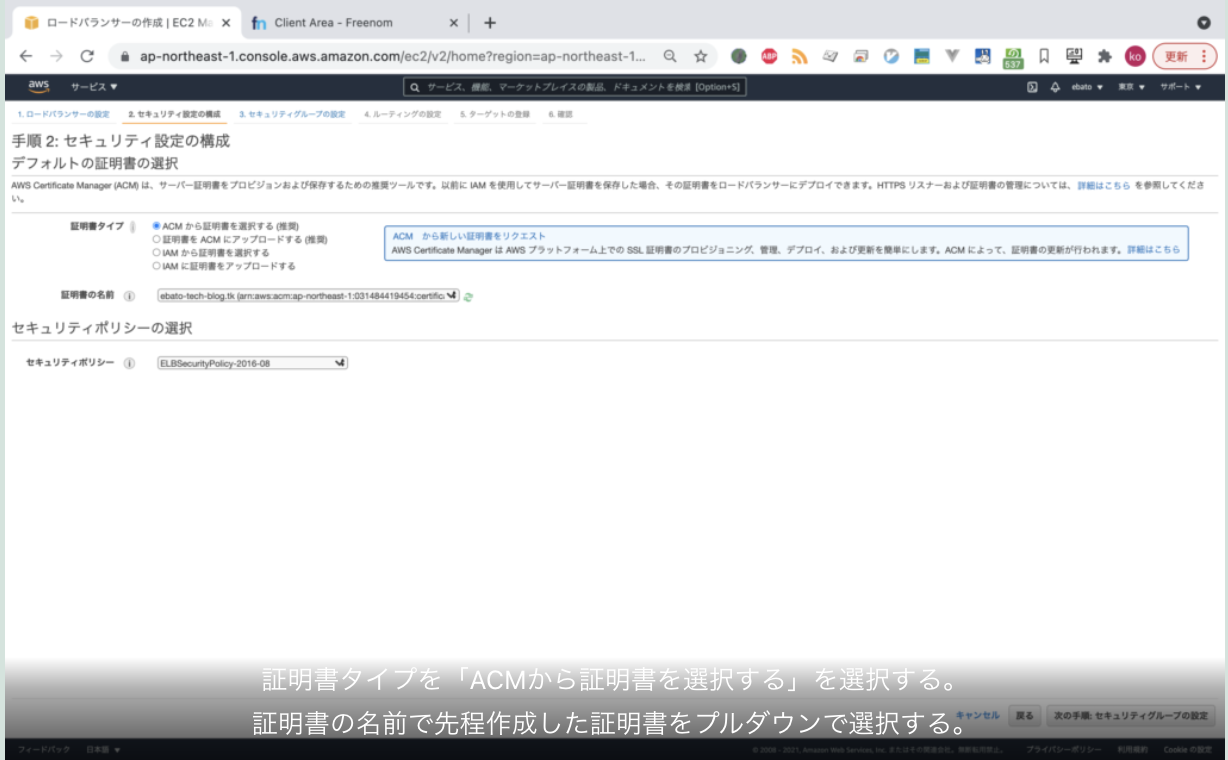 ロードバランサーの作成 | EC2 Ma
Client Area - Freenom
ap-northeast-1.console.aws.amazon.com/ec2/v2/home?region=ap-northeast-1...
ABP
537
ko
更新
aws
サービス
サービス、機能、マーケットプレイスの製品、ドキュメントを検索 [Option+S]
ebato
東京
サポート
1. ロードバランサーの設定 2. セキュリティ設定の構成 3. セキュリティグループの設定 4. ルーティングの設定 5. ターゲットの登録 6. 確認
手順 2: セキュリティ設定の構成
デフォルトの証明書の選択
AWS Certificate Manager (ACM) は、サーバー証明書をプロビジョンおよび保存するための推奨ツールです。以前に IAM を使用してサーバー証明書を保存した場合、その証明書をロードバランサーにデプロイできます。HTTPS リスナーおよび証明書の管理については、 詳細はこちら を参照してくださ
い。
証明書タイプ
ACM から証明書を選択する (推奨)
証明書を ACM にアップロードする (推奨)
IAM から証明書を選択する
IAM に証明書をアップロードする
ACM から新しい証明書をリクエスト
AWS Certificate Manager は AWS プラットフォーム上での SSL 証明書のプロビジョニング、管理、デプロイ、および更新を簡単にします。ACM によって、証明書の更新が行われます。詳細はこちら
証明書の名前
ebato-tech-blog.tk (arn:aws:acm:ap-northeast-1:031484419454:certific
セキュリティポリシーの選択
セキュリティポリシー
ELBSecurityPolicy-2016-08
証明書タイプを「ACMから証明書を選択する」を選択する。
証明書の名前で先程作成した証明書をプルダウンで選択する。
キャンセル
戻る
次の手順: セキュリティグループの設定
フィードバック
日本語
© 2008 - 2021, Amazon Web Services, Inc. またはその関連会社。無断転用禁止。
プライバシーポリシー
利用規約
Cookie の設定